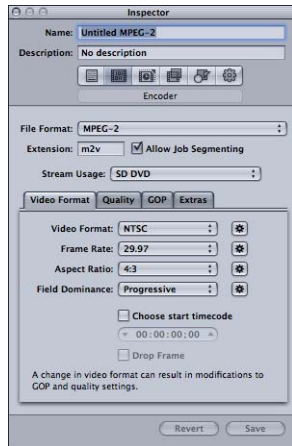 Inspector
Name: Untitled MPEG-2
Description: No description
Encoder
File Format: MPEG-2
Extension: m2v Allow Job Segmenting
Stream Usage: SD DVD
Video Format Quality GOP Extras
Video Format: NTSC
Frame Rate: 29.97
Aspect Ratio: 4:3
Field Dominance: Progressive
Choose start timecode
00:00:00;00
Drop Frame
A change in video format can result in modifications to
GOP and quality settings.
Revert Save